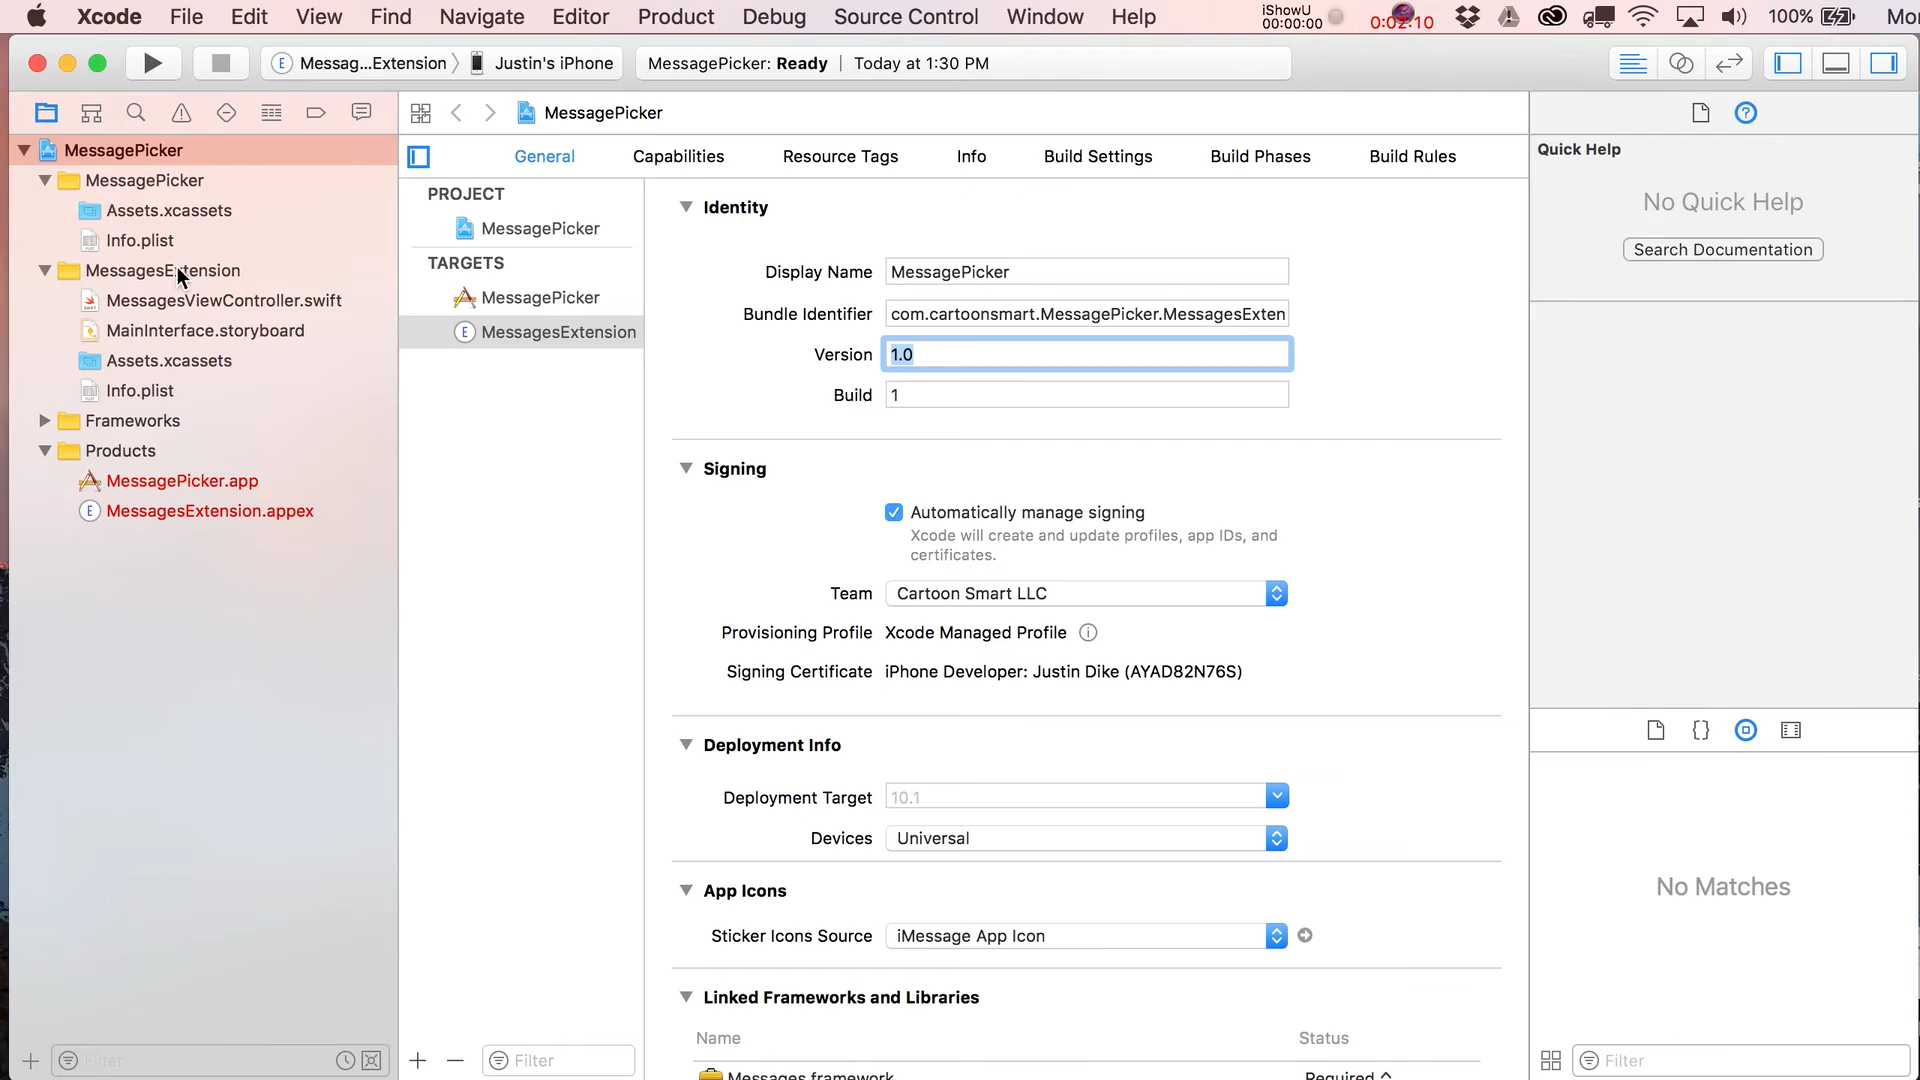 Xcode File Edit View Find Navigate Editor Product Debug Source Control Window Help iShowU 00:00:00 0:02:10 100% Mo
Messag...Extension Justin's iPhone MessagePicker: Ready | Today at 1:30 PM
MessagePicker
MessagePicker
Assets.xcassets
Info.plist
MessagesExtension
MessagesViewController.swift
MainInterface.storyboard
Assets.xcassets
Info.plist
Frameworks
Products
MessagePicker.app
MessagesExtension.appex
Filter
MessagePicker
General Capabilities Resource Tags Info Build Settings Build Phases Build Rules
PROJECT
MessagePicker
TARGETS
MessagePicker
MessagesExtension
Filter
Identity
Display Name MessagePicker
Bundle Identifier com.cartoonsmart.MessagePicker.MessagesExten
Version 1.0
Build 1
Signing
Automatically manage signing
Xcode will create and update profiles, app IDs, and
certificates.
Team Cartoon Smart LLC
Provisioning Profile Xcode Managed Profile
Signing Certificate iPhone Developer: Justin Dike (AYAD82N76S)
Deployment Info
Deployment Target 10.1
Devices Universal
App Icons
Sticker Icons Source iMessage App Icon
Linked Frameworks and Libraries
Name Status
Messages framework Required
Quick Help
No Quick Help
Search Documentation
No Matches
Filter